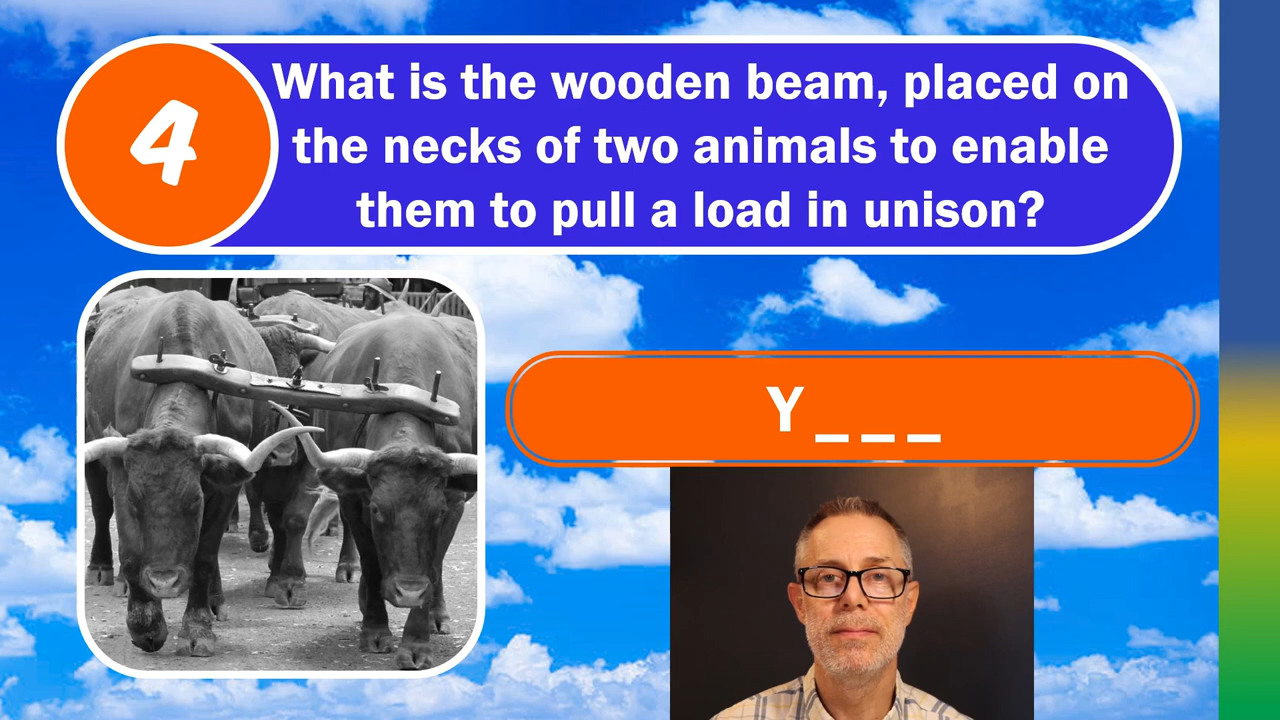 4
What is the wooden beam, placed on
the necks of two animals to enable
them to pull a load in unison?
Y _ _ _